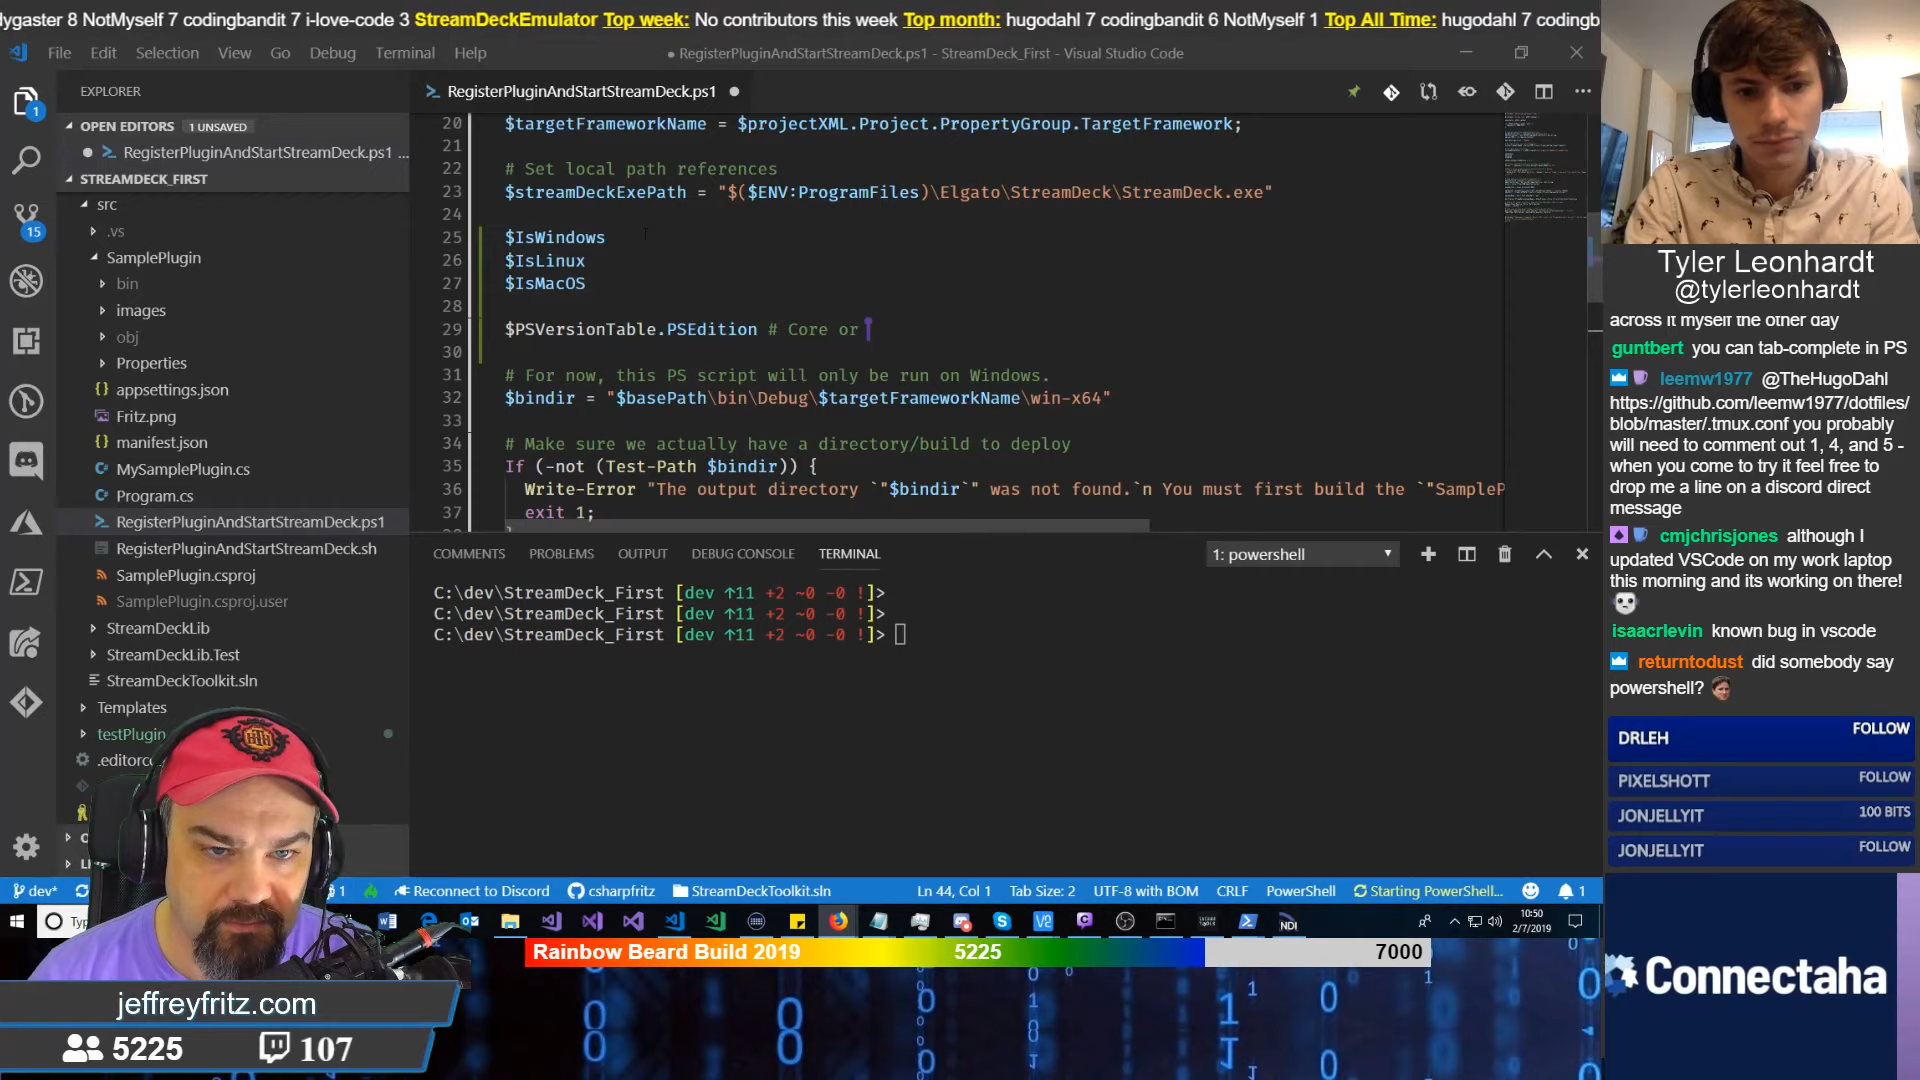 lygaster 8 NotMyself 7 codingbandit 7 i-love-code 3 StreamDeckEmulator Top week: No contributors this week Top month: hugodahl 7 codingbandit 6 NotMyself 1 Top All Time: hugodahl 7 codingb
File Edit Selection View Go Debug Terminal Help
● RegisterPluginAndStartStreamDeck.ps1 - StreamDeck_First - Visual Studio Code
EXPLORER
OPEN EDITORS 1 UNSAVED
RegisterPluginAndStartStreamDeck.ps1 ...
STREAMDECK_FIRST
src
.vs
SamplePlugin
bin
images
obj
Properties
appsettings.json
Fritz.png
manifest.json
MySamplePlugin.cs
Program.cs
RegisterPluginAndStartStreamDeck.ps1
RegisterPluginAndStartStreamDeck.sh
SamplePlugin.csproj
SamplePlugin.csproj.user
StreamDeckLib
StreamDeckLib.Test
StreamDeckToolkit.sln
Templates
testPlugin
1
15
RegisterPluginAndStartStreamDeck.ps1
20 $targetFrameworkName = $projectXML.Project.PropertyGroup.TargetFramework;
21
22 # Set local path references
23 $streamDeckExePath = "$($ENV:ProgramFiles)\Elgato\StreamDeck\StreamDeck.exe"
24
25 $IsWindows
26 $IsLinux
27 $IsMacOS
28
29 $PSVersionTable.PSEdition # Core or
30
31 # For now, this PS script will only be run on Windows.
32 $bindir = "$basePath\bin\Debug\$targetFrameworkName\win-x64"
33
34 # Make sure we actually have a directory/build to deploy
35 If (-not (Test-Path $bindir)) {
36 Write-Error "The output directory `"$bindir`" was not found.`n You must first build the `"SampleP
37 exit 1;
COMMENTS PROBLEMS OUTPUT DEBUG CONSOLE TERMINAL
1: powershell
C:\dev\StreamDeck_First [dev ↑11 +2 ~0 -0 !]>
C:\dev\StreamDeck_First [dev ↑11 +2 ~0 -0 !]>
C:\dev\StreamDeck_First [dev ↑11 +2 ~0 -0 !]>
dev* 1 Reconnect to Discord csharpfritz StreamDeckToolkit.sln Ln 44, Col 1 Tab Size: 2 UTF-8 with BOM CRLF PowerShell Starting PowerShell... 1
NDI
10:50
2/7/2019
Tyler Leonhardt
@tylerleonhardt
across it myself the other day
guntbert you can tab-complete in PS
leemw1977 @TheHugoDahl
https://github.com/leemw1977/dotfiles/
blob/master/.tmux.conf you probably
will need to comment out 1, 4, and 5 -
when you come to try it feel free to
drop me a line on a discord direct
message
cmjchrisjones although I
updated VSCode on my work laptop
this morning and its working on there!
isaacrlevin known bug in vscode
returntodust did somebody say
powershell?
DRLEH FOLLOW
PIXELSHOTT FOLLOW
JONJELLYIT 100 BITS
JONJELLYIT FOLLOW
Connectaha
Rainbow Beard Build 2019 5225 7000
jeffreyfritz.com
5225 107